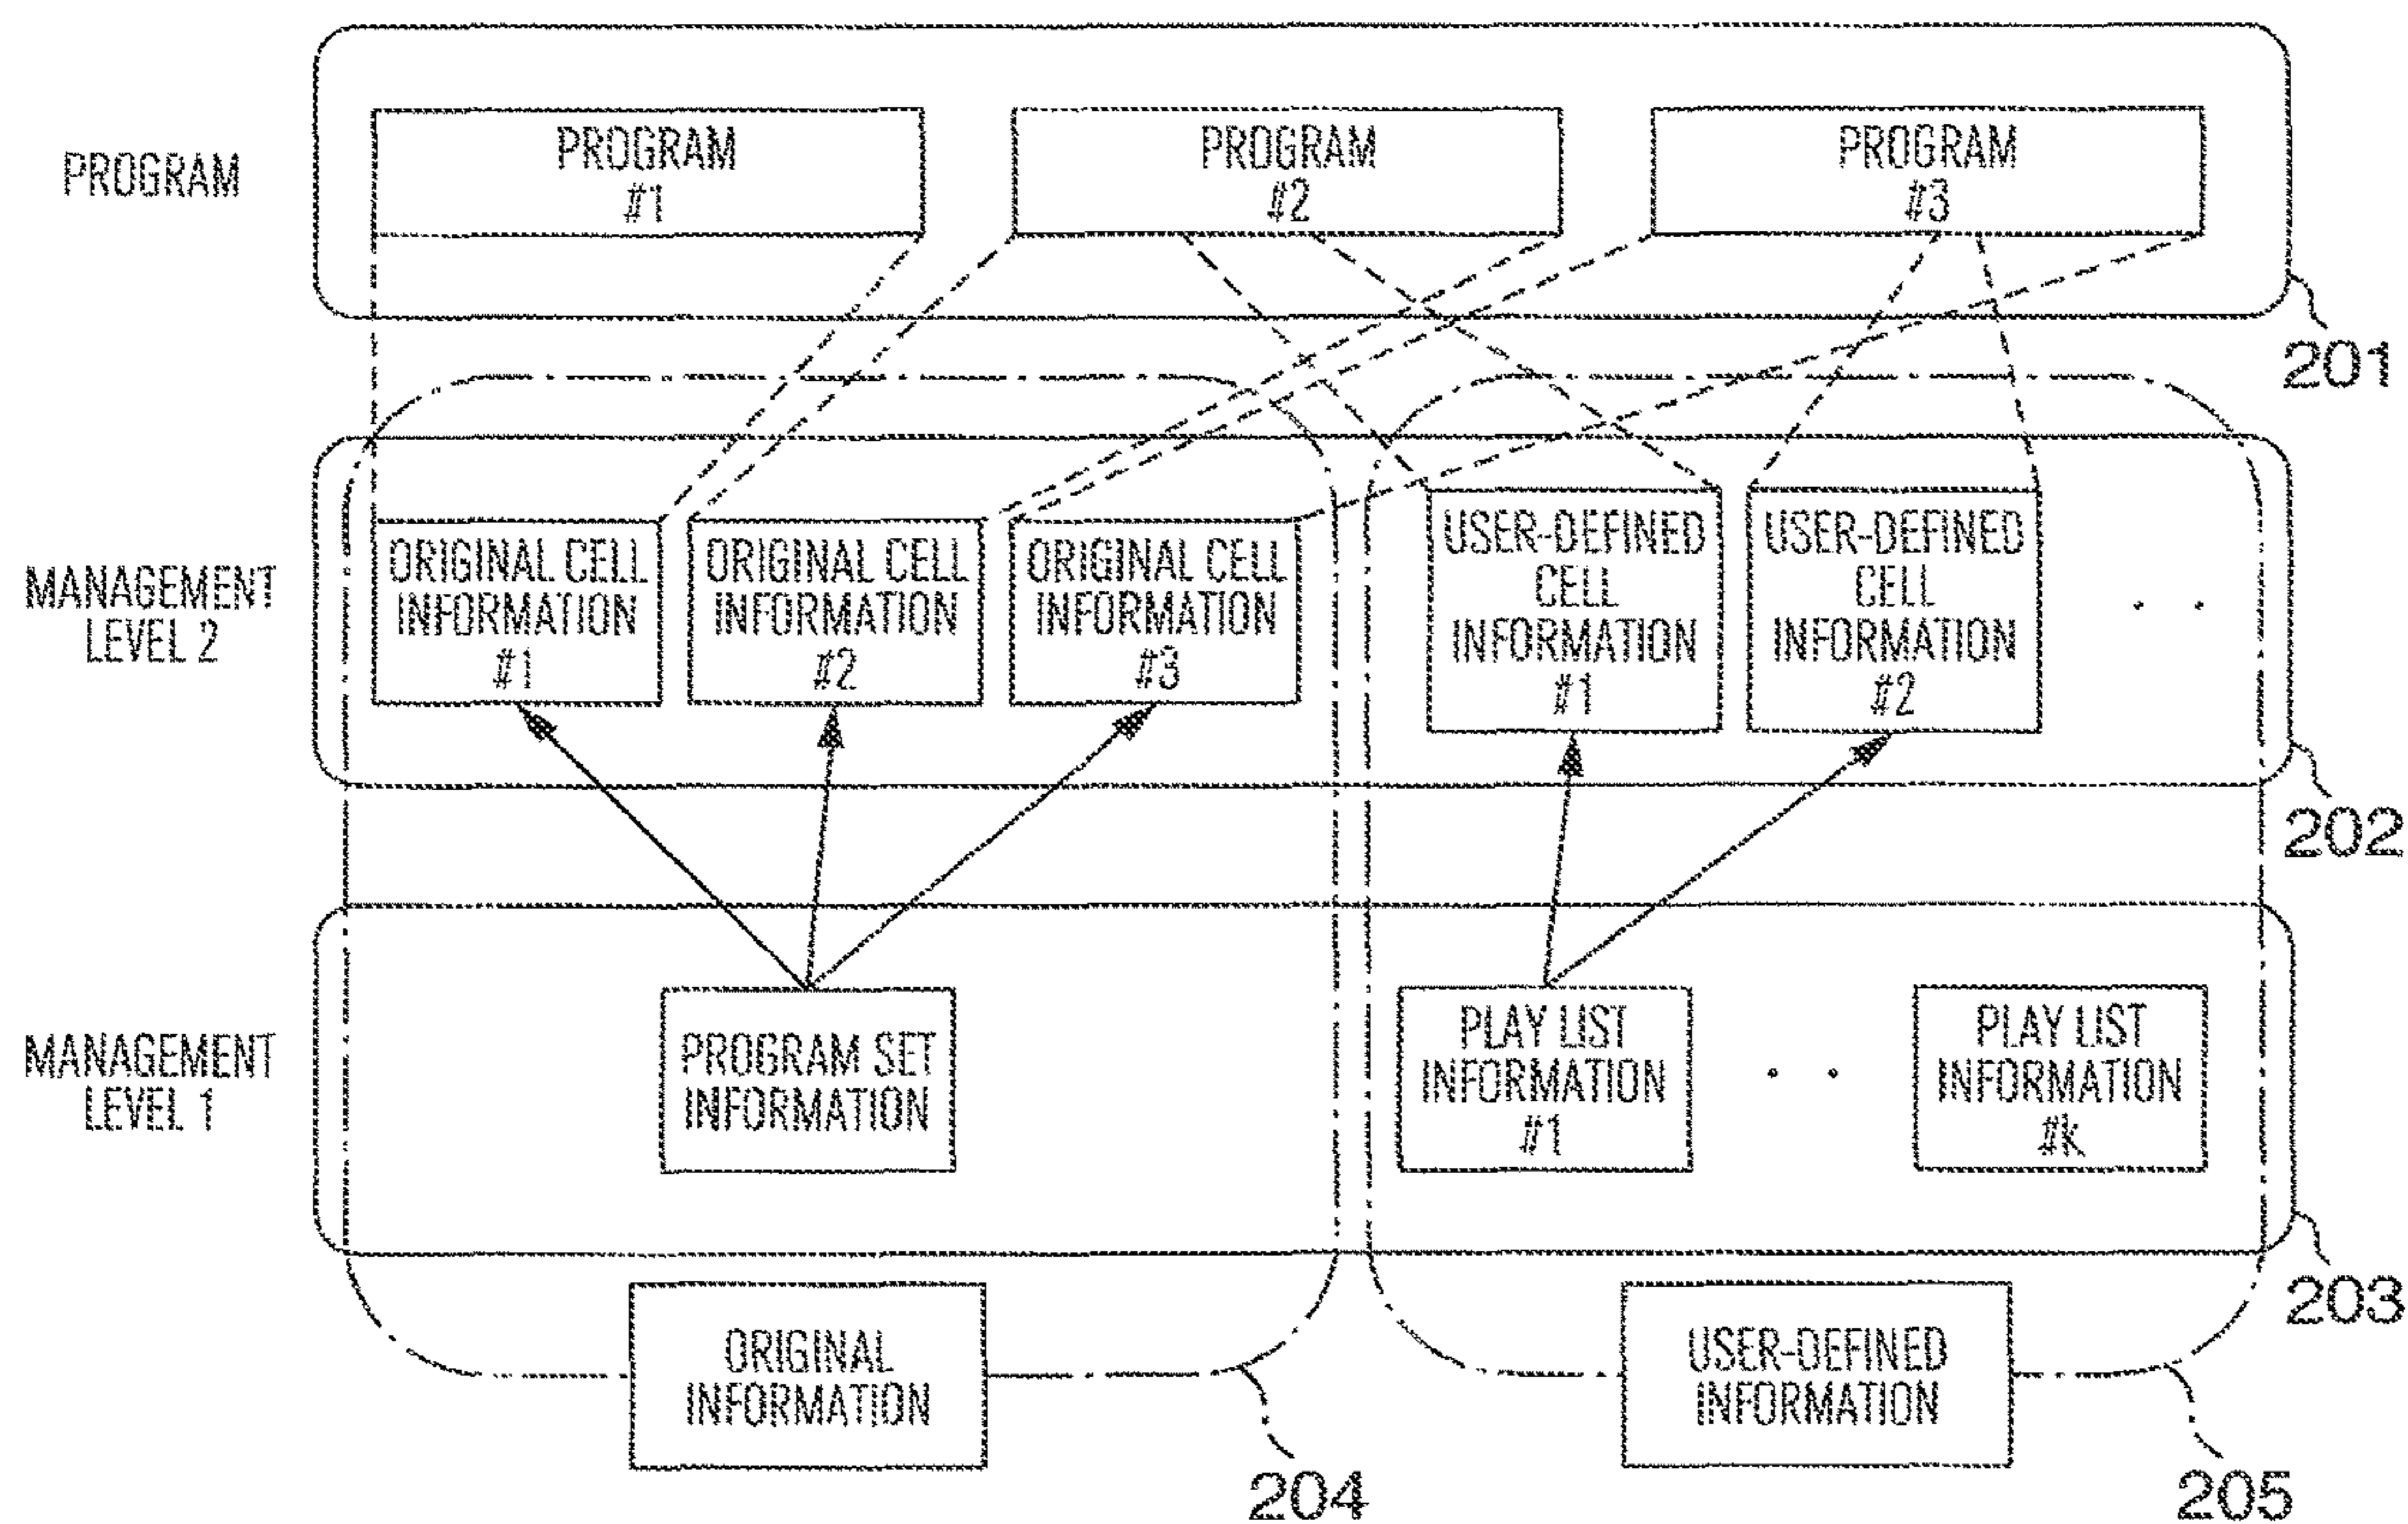 PROGRAM
PROGRAM
#1
PROGRAM
#2
PROGRAM
#3
201
MANAGEMENT
LEVEL 2
ORIGINAL CELL
INFORMATION
#1
ORIGINAL CELL
INFORMATION
#2
ORIGINAL CELL
INFORMATION
#3
USER-DEFINED
CELL
INFORMATION
#1
USER-DEFINED
CELL
INFORMATION
#2
. .
202
MANAGEMENT
LEVEL 1
PROGRAM SET
INFORMATION
PLAY LIST
INFORMATION
#1
. .
PLAY LIST
INFORMATION
#k
203
ORIGINAL
INFORMATION
204
USER-DEFINED
INFORMATION
205